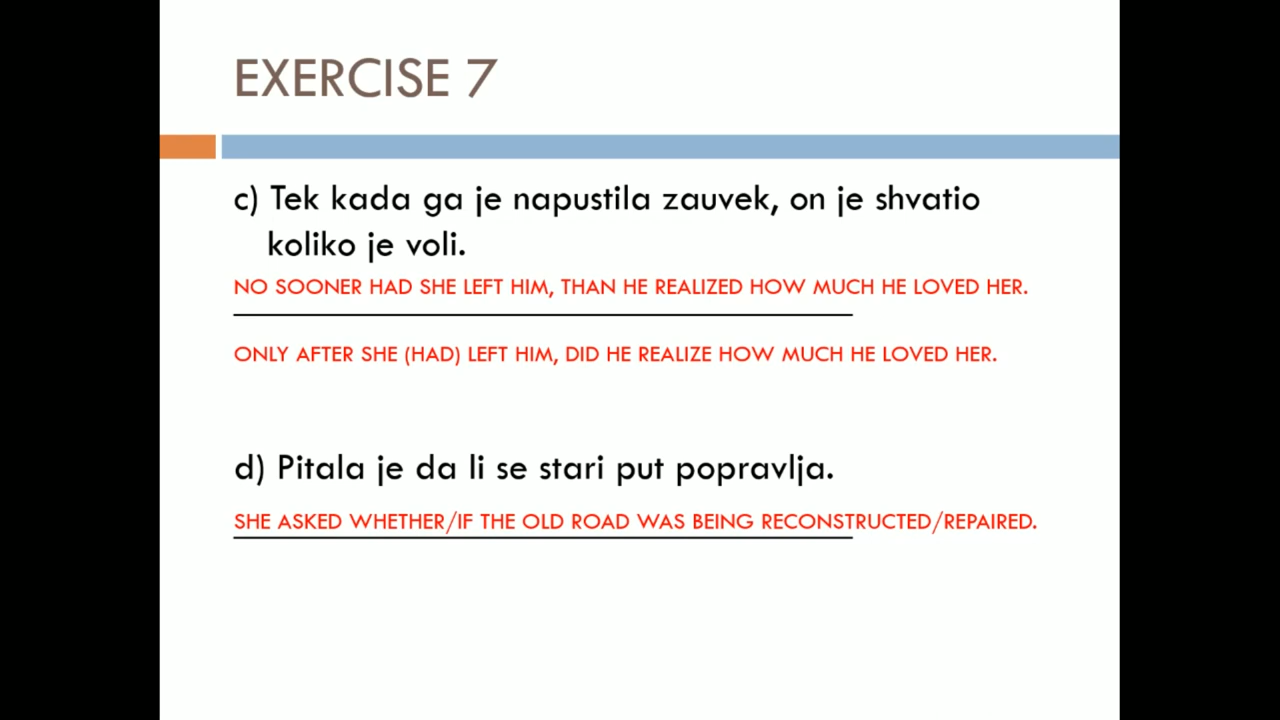 EXERCISE 7
c) Tek kada ga je napustila zauvek, on je shvatio
koliko je voli.
NO SOONER HAD SHE LEFT HIM, THAN HE REALIZED HOW MUCH HE LOVED HER.
ONLY AFTER SHE (HAD) LEFT HIM, DID HE REALIZE HOW MUCH HE LOVED HER.
d) Pitala je da li se stari put popravlja.
SHE ASKED WHETHER/IF THE OLD ROAD WAS BEING RECONSTRUCTED/REPAIRED.